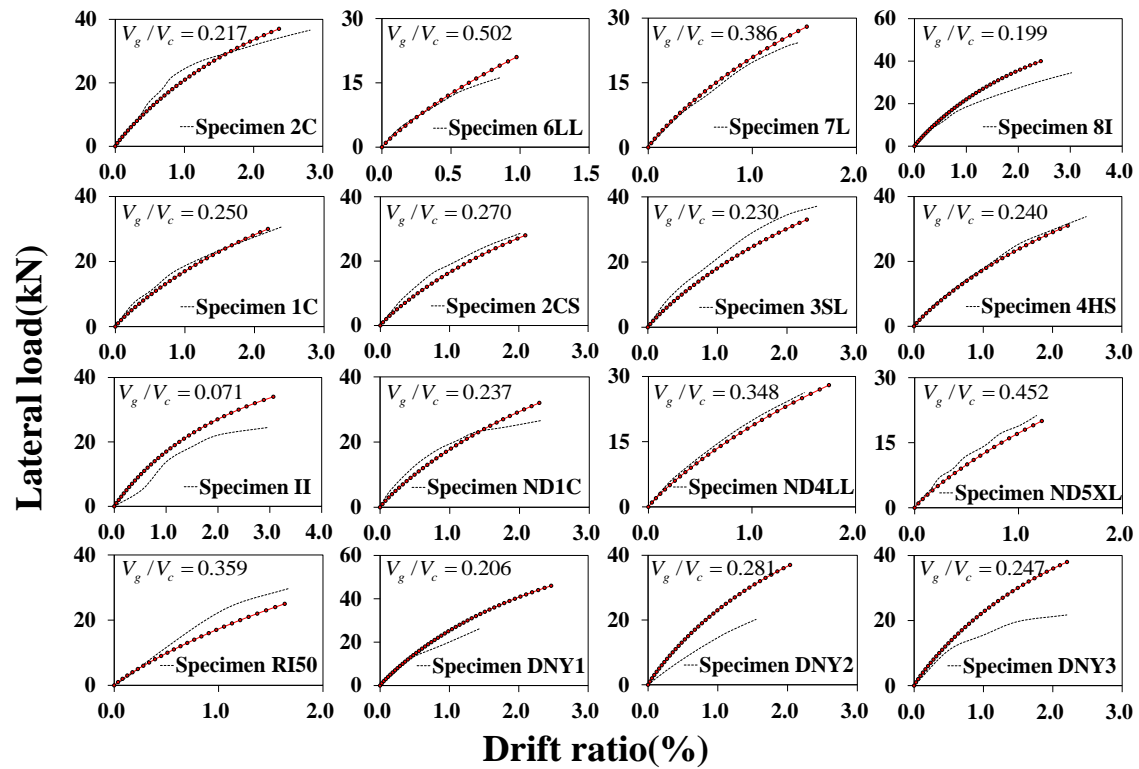 Lateral load(kN)
40
20
0
V_g/V_c=0.217
Specimen 2C
0.0 1.0 2.0 3.0
30
15
0
V_g/V_c=0.502
Specimen 6LL
0.0 0.5 1.0 1.5
30
15
0
V_g/V_c=0.386
Specimen 7L
0.0 1.0 2.0
60
40
20
0
V_g/V_c=0.199
Specimen 8I
0.0 1.0 2.0 3.0 4.0
40
20
0
V_g/V_c=0.250
Specimen 1C
0.0 1.0 2.0 3.0
40
20
0
V_g/V_c=0.270
Specimen 2CS
0.0 1.0 2.0 3.0
40
20
0
V_g/V_c=0.230
Specimen 3SL
0.0 1.0 2.0 3.0
40
20
0
V_g/V_c=0.240
Specimen 4HS
0.0 1.0 2.0 3.0
40
20
0
V_g/V_c=0.071
Specimen II
0.0 1.0 2.0 3.0 4.0
40
20
0
V_g/V_c=0.237
Specimen ND1C
0.0 1.0 2.0 3.0
30
15
0
V_g/V_c=0.348
Specimen ND4LL
0.0 1.0 2.0
30
15
0
V_g/V_c=0.452
Specimen ND5XL
0.0 1.0 2.0
40
20
0
V_g/V_c=0.359
Specimen RI50
0.0 1.0 2.0
60
40
20
0
V_g/V_c=0.206
Specimen DNY1
0.0 1.0 2.0 3.0
40
20
0
V_g/V_c=0.281
Specimen DNY2
0.0 1.0 2.0 3.0
40
20
0
V_g/V_c=0.247
Specimen DNY3
0.0 1.0 2.0 3.0
Drift ratio(%)